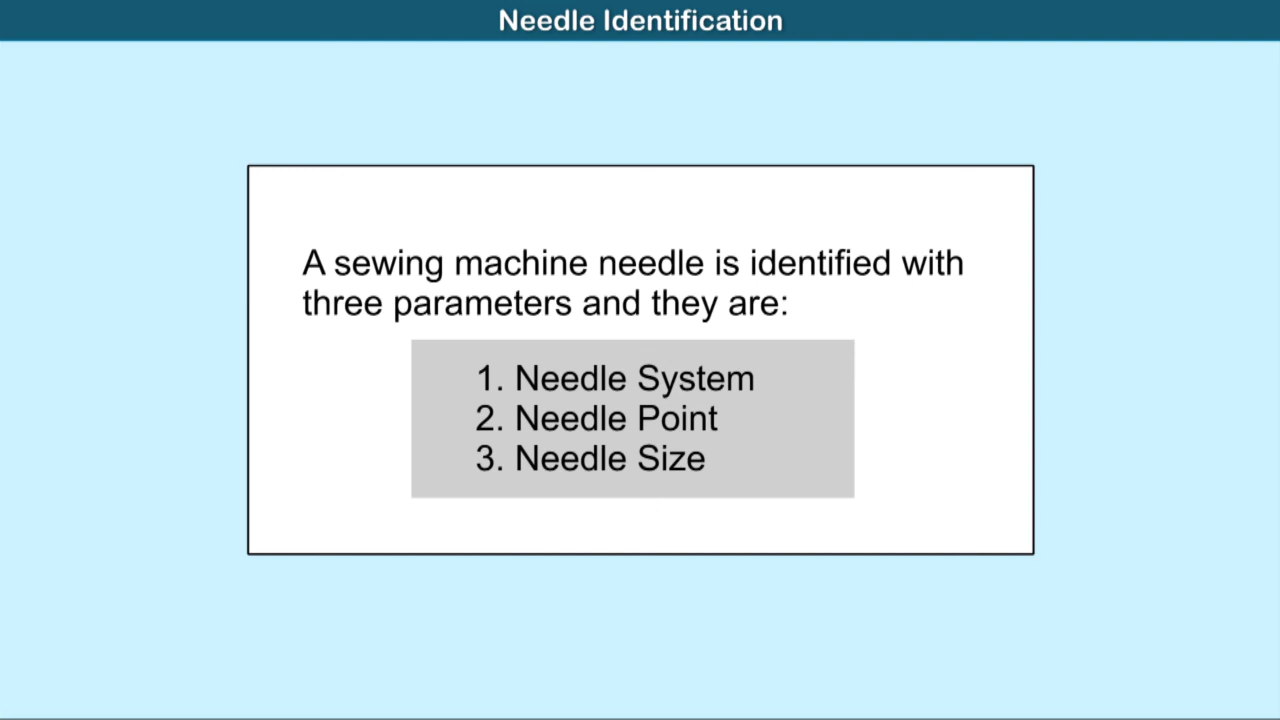 Needle Identification
A sewing machine needle is identified with
three parameters and they are:
1. Needle System
2. Needle Point
3. Needle Size